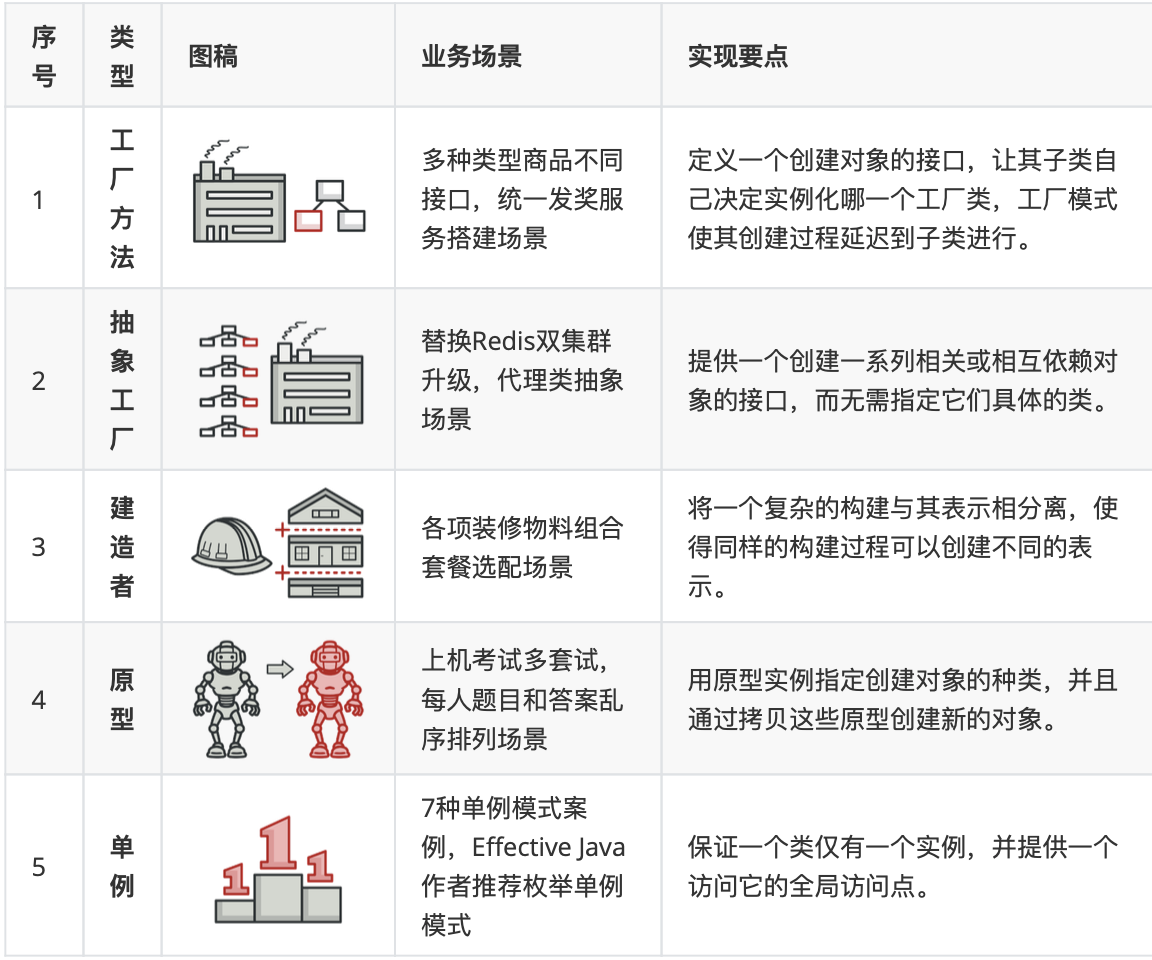 序号
类型
图稿
业务场景
实现要点
1
工厂方法
多种类型商品不同
接口，统一发奖服
务搭建场景
定义一个创建对象的接口，让其子类自
己决定实例化哪一个工厂类，工厂模式
使其创建过程延迟到子类进行。
2
抽象工厂
替换Redis双集群
升级，代理类抽象
场景
提供一个创建一系列相关或相互依赖对
象的接口，而无需指定它们具体的类。
3
建造者
各项装修物料组合
套餐选配场景
将一个复杂的构建与其表示相分离，使
得同样的构建过程可以创建不同的表
示。
4
原型
上机考试多套试，
每人题目和答案乱
序排列场景
用原型实例指定创建对象的种类，并且
通过拷贝这些原型创建新的对象。
5
单例
1
1
1
7种单例模式案
例，Effective Java
作者推荐枚举单例
模式
保证一个类仅有一个实例，并提供一个
访问它的全局访问点。